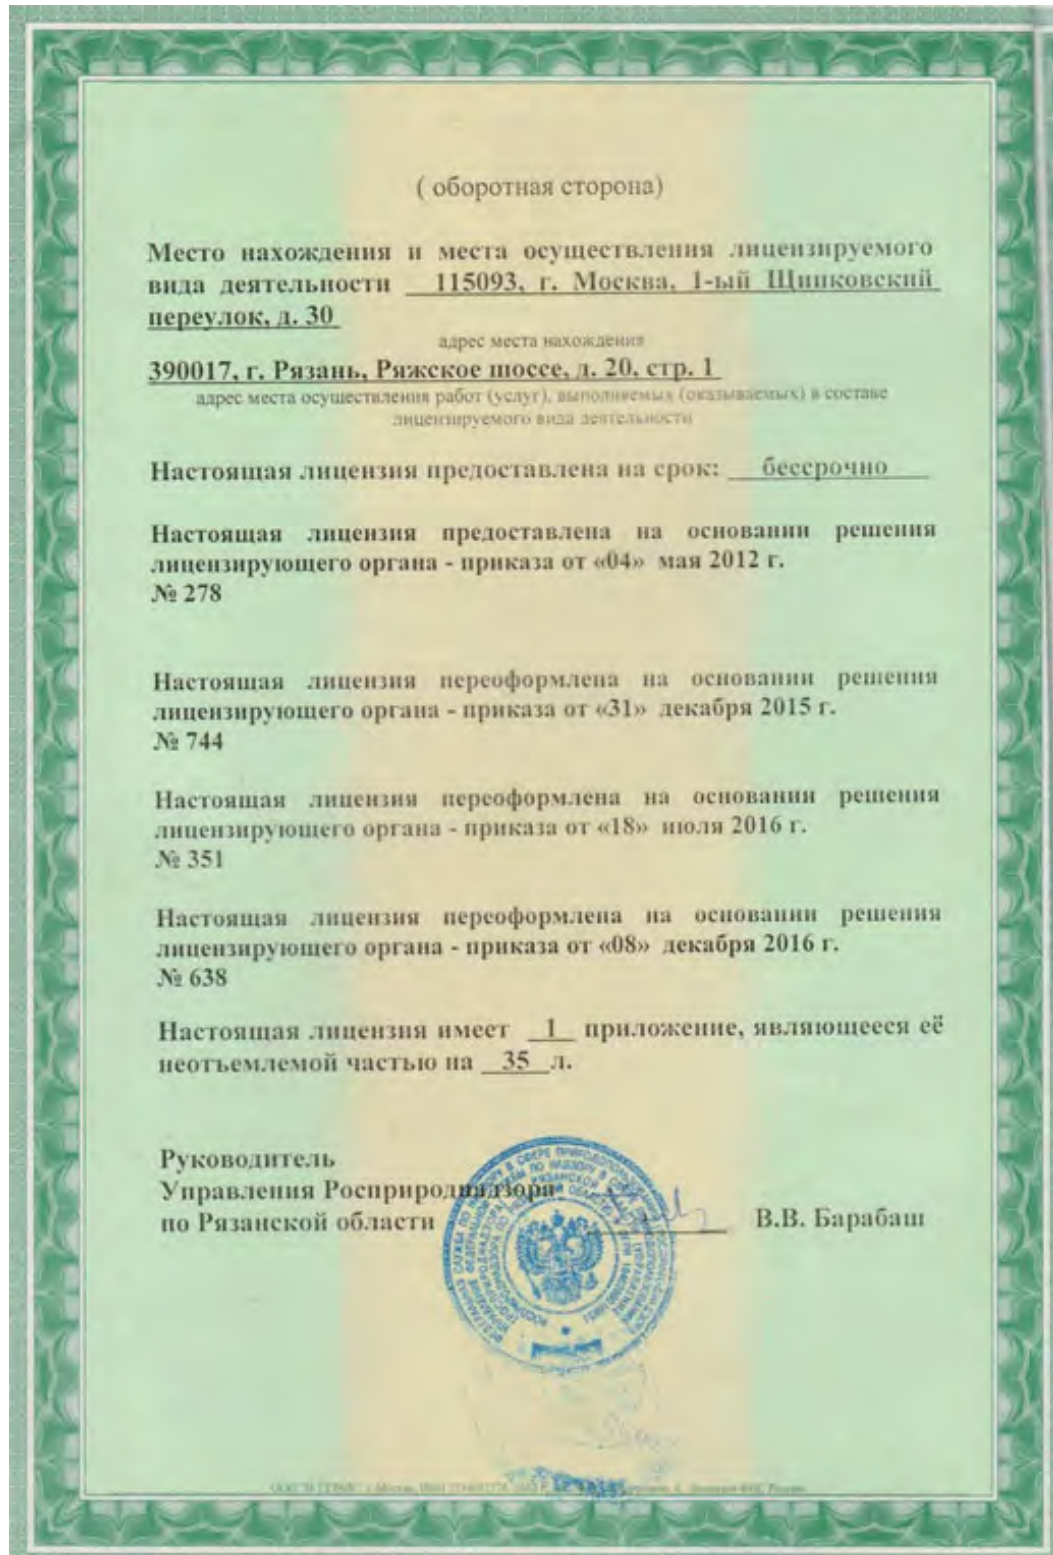 ( оборотная сторона)
Место нахождения и места осуществления лицензируемого
вида деятельности 115093, г. Москва, 1-ый Щипковский
переулок, д. 30
адрес места нахождения
390017, г. Рязань, Ряжское шоссе, д. 20, стр. 1
адрес места осуществления работ (услуг), выполняемых (оказываемых) в составе
лицензируемого вида деятельности
Настоящая лицензия предоставлена на срок: бессрочно
Настоящая лицензия предоставлена на основании решения
лицензирующего органа - приказа от «04» мая 2012 г.
№ 278
Настоящая лицензия переоформлена на основании решения
лицензирующего органа - приказа от «31» декабря 2015 г.
№ 744
Настоящая лицензия переоформлена на основании решения
лицензирующего органа - приказа от «18» июля 2016 г.
№ 351
Настоящая лицензия переоформлена на основании решения
лицензирующего органа - приказа от «08» декабря 2016 г.
№ 638
Настоящая лицензия имеет 1 приложение, являющееся её
неотъемлемой частью на 35 л.
Руководитель
Управления Росприроднадзора
по Рязанской области В.В. Барабаш